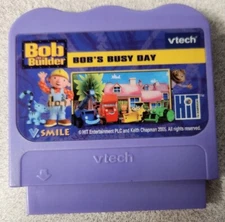 Bob
the Builder
BOB'S BUSY DAY
vtech
HiT
V.SMILE
© HIT Entertainment PLC and Keith Chapman 2005. All rights reserved.
vtech